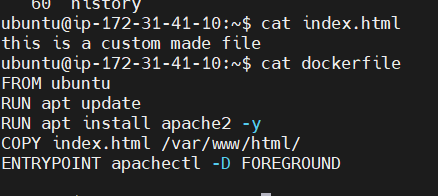 60 history
ubuntu@ip-172-31-41-10:~$ cat index.html
this is a custom made file
ubuntu@ip-172-31-41-10:~$ cat dockerfile
FROM ubuntu
RUN apt update
RUN apt install apache2 -y
COPY index.html /var/www/html/
ENTRYPOINT apachectl -D FOREGROUND